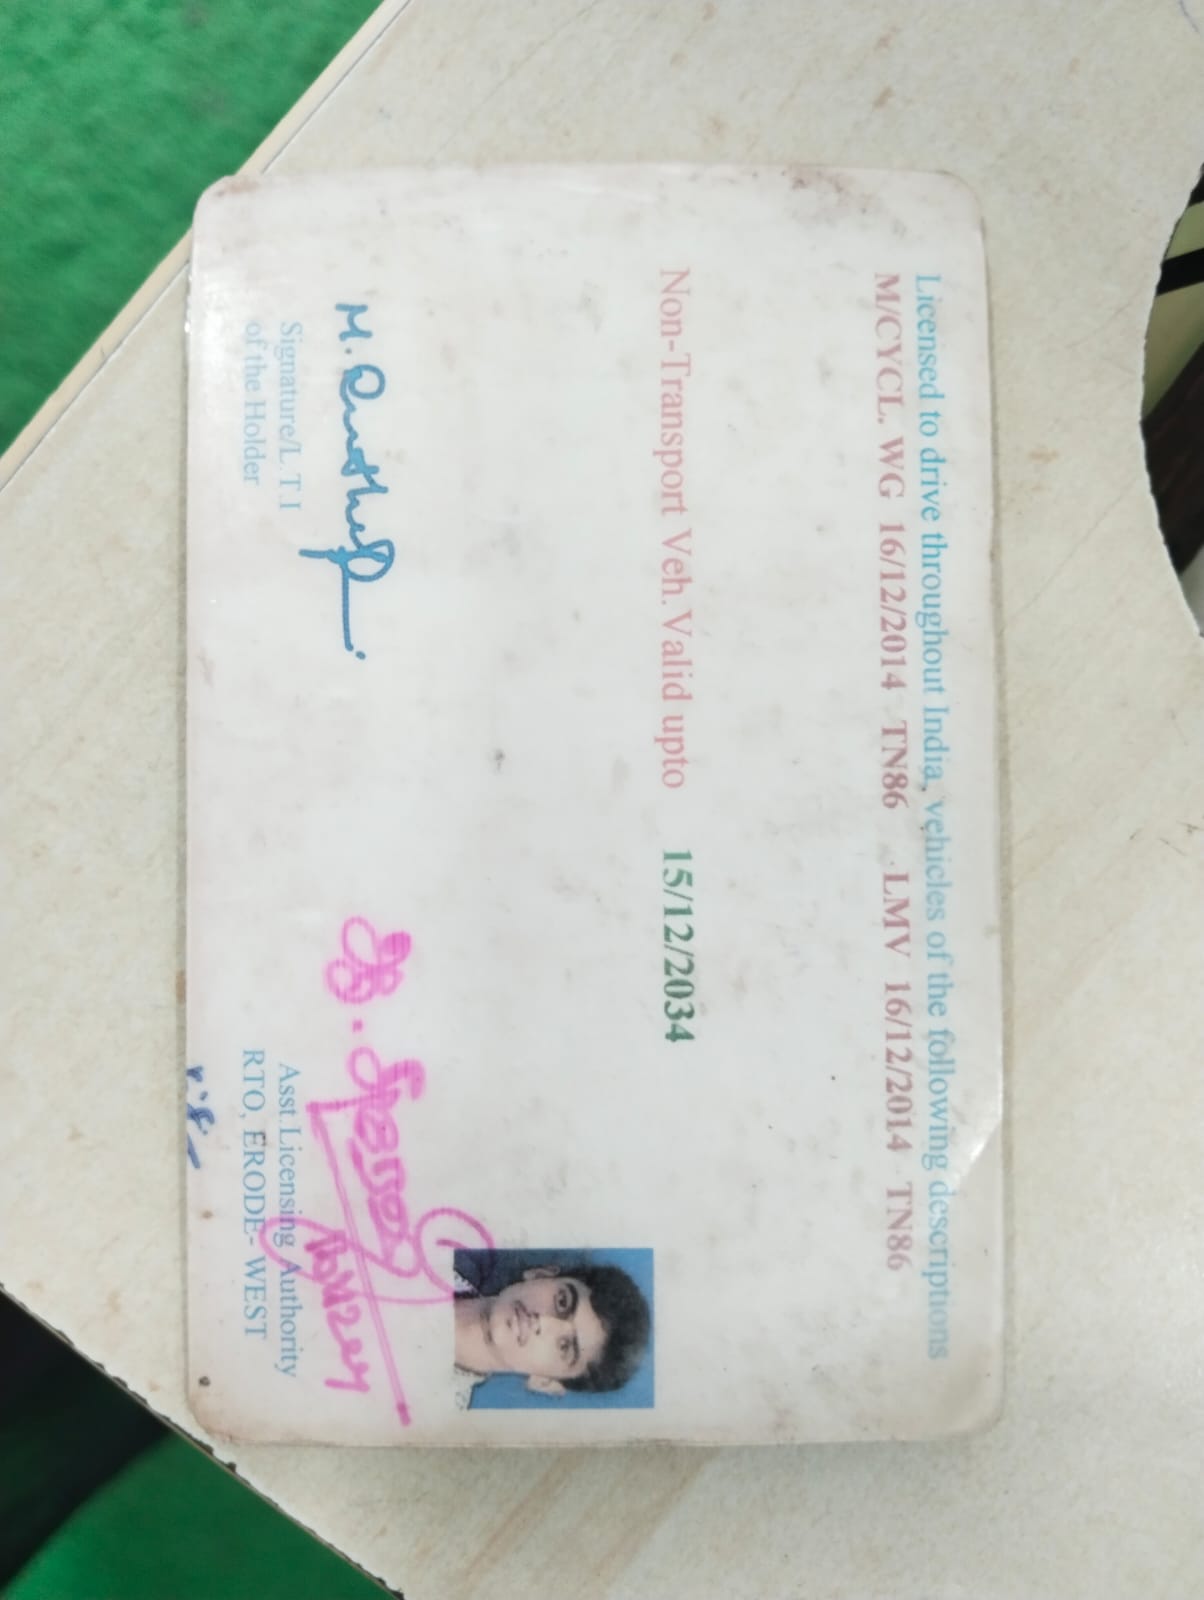 Licensed to drive throughout India, vehicles of the following descriptions
M/CYCL. WG 16/12/2014 TN86 LMV 16/12/2014 TN86
Non-Transport Veh. Valid upto 15/12/2034
Signature/L.T.I
of the Holder
Asst.Licensing Authority
RTO, ERODE- WEST